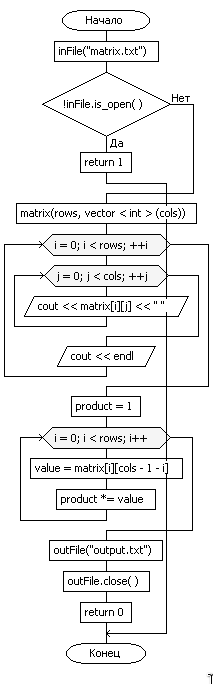 Начало
inFile("matrix.txt")
!inFile.is_open( )
Нет
Да
return 1
matrix(rows, vector < int > (cols))
i = 0; i < rows; ++i
j = 0; j < cols; ++j
cout << matrix[i][j] << " "
cout << endl
product = 1
i = 0; i < rows; i++
value = matrix[i][cols - 1 - i]
product *= value
outFile("output.txt")
outFile.close( )
return 0
Конец